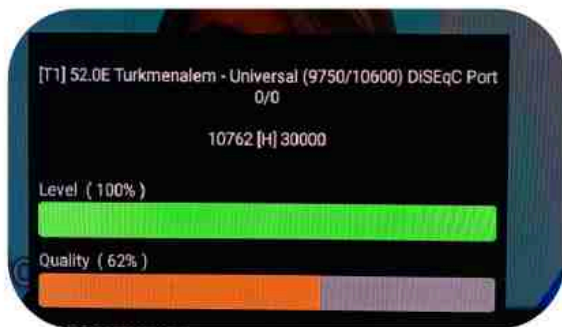 [T1] 52.0E Turkmenalem - Universal (9750/10600) DiSEqC Port
0/0
10762 [H] 30000
Level ( 100% )
Quality ( 62% )